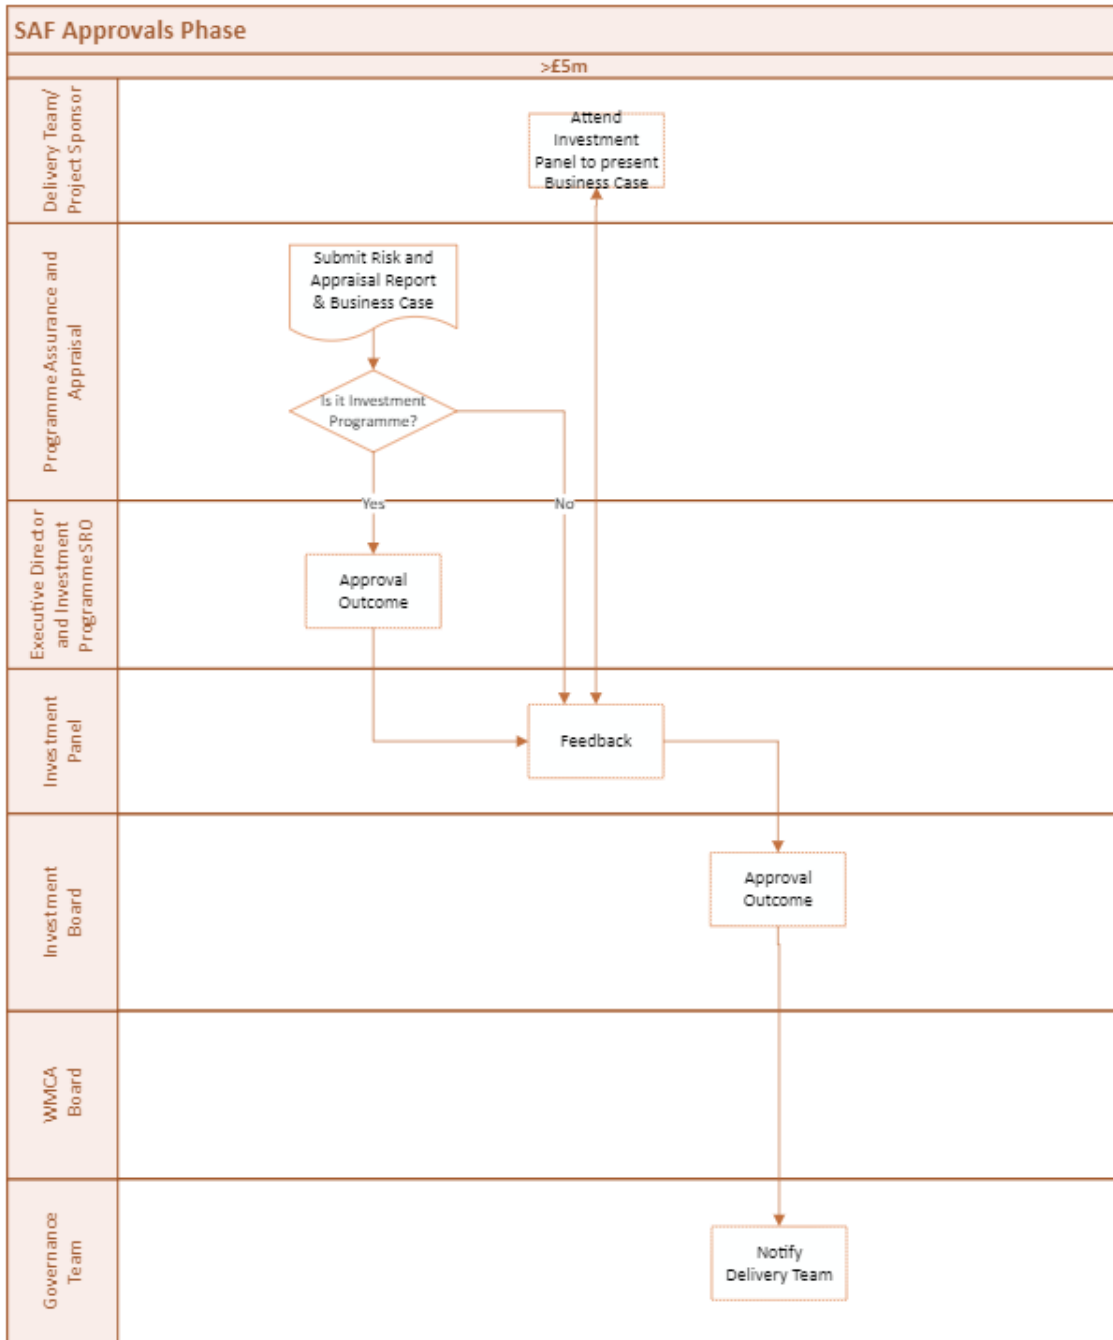 SAF Approvals Phase
>£5m
Delivery Team/
Project Sponsor
Attend
Investment
Panel to present
Business Case
Programme Assurance and
Appraisal
Submit Risk and
Appraisal Report
& Business Case
Is it Investment
Programme?
Yes
No
Executive Director
and Investment
Programme SRO
Approval
Outcome
Investment
Panel
Feedback
Investment
Board
Approval
Outcome
WMCA
Board
Governance
Team
Notify
Delivery Team